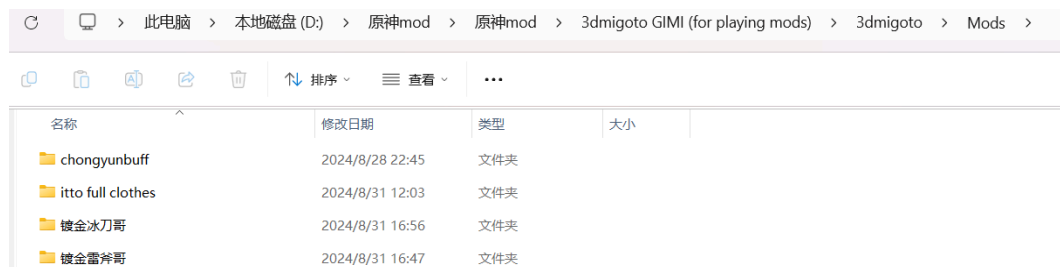 此电脑 > 本地磁盘 (D:) > 原神mod > 原神mod > 3dmigoto GIMI (for playing mods) > 3dmigoto > Mods >
排序 查看 ...
名称 修改日期 类型 大小
chongyunbuff 2024/8/28 22:45 文件夹
itto full clothes 2024/8/31 12:03 文件夹
镀金冰刀哥 2024/8/31 16:56 文件夹
镀金雷斧哥 2024/8/31 16:47 文件夹